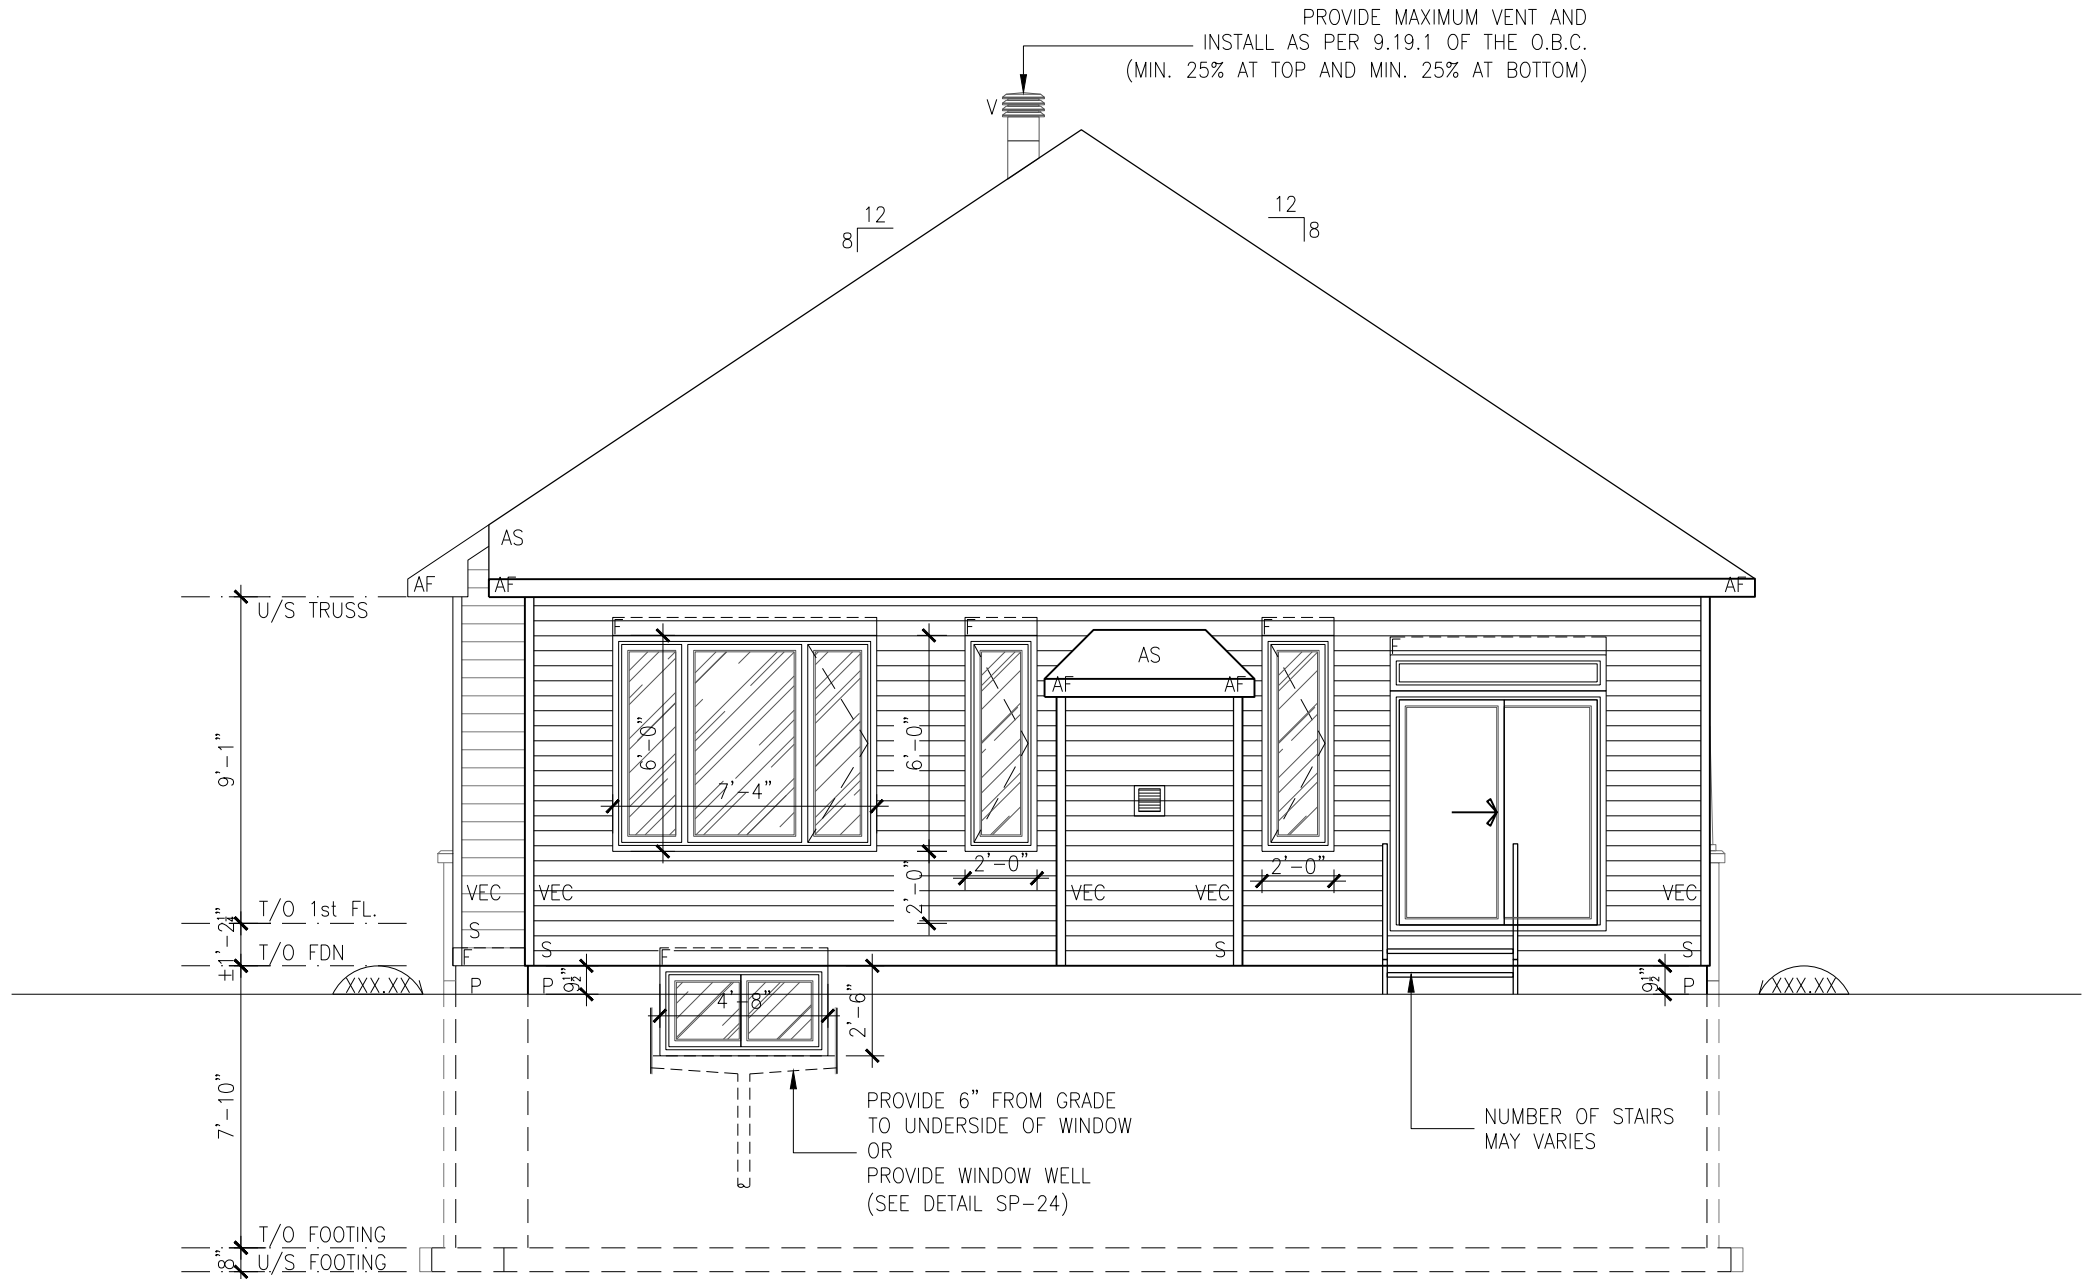 PROVIDE MAXIMUM VENT AND
INSTALL AS PER 9.19.1 OF THE O.B.C.
(MIN. 25% AT TOP AND MIN. 25% AT BOTTOM)
V
12
8
12
8
AS
AF
AF
AF
U/S TRUSS
F
F
F
F
AS
AF
AF
9'-1"
6'-0"
7'-4"
6'-0"
2'-0"
2'-0"
2'-0"
VEC
VEC
VEC
VEC
VEC
T/O 1st FL.
±1'-2¼"
S
S
S
S
T/O FDN
F
F
P
P
9½"
9½"
P
XXX.XX
XXX.XX
4'-8"
2'-6"
7'-10"
PROVIDE 6" FROM GRADE
TO UNDERSIDE OF WINDOW
OR
PROVIDE WINDOW WELL
(SEE DETAIL SP-24)
NUMBER OF STAIRS
MAY VARIES
T/O FOOTING
8"
U/S FOOTING